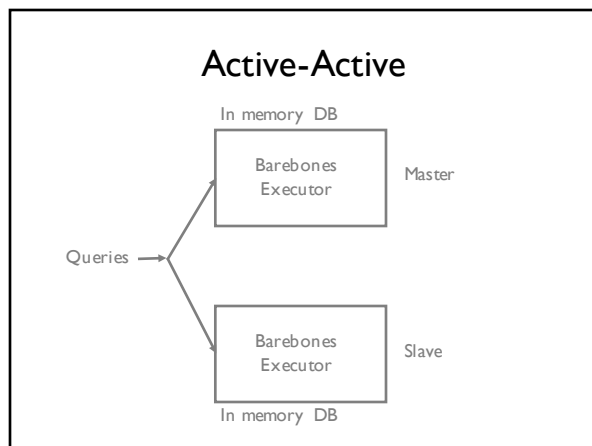 Active-Active
In memory DB
Barebones
Executor
Master
Queries
Barebones
Executor
Slave
In memory DB